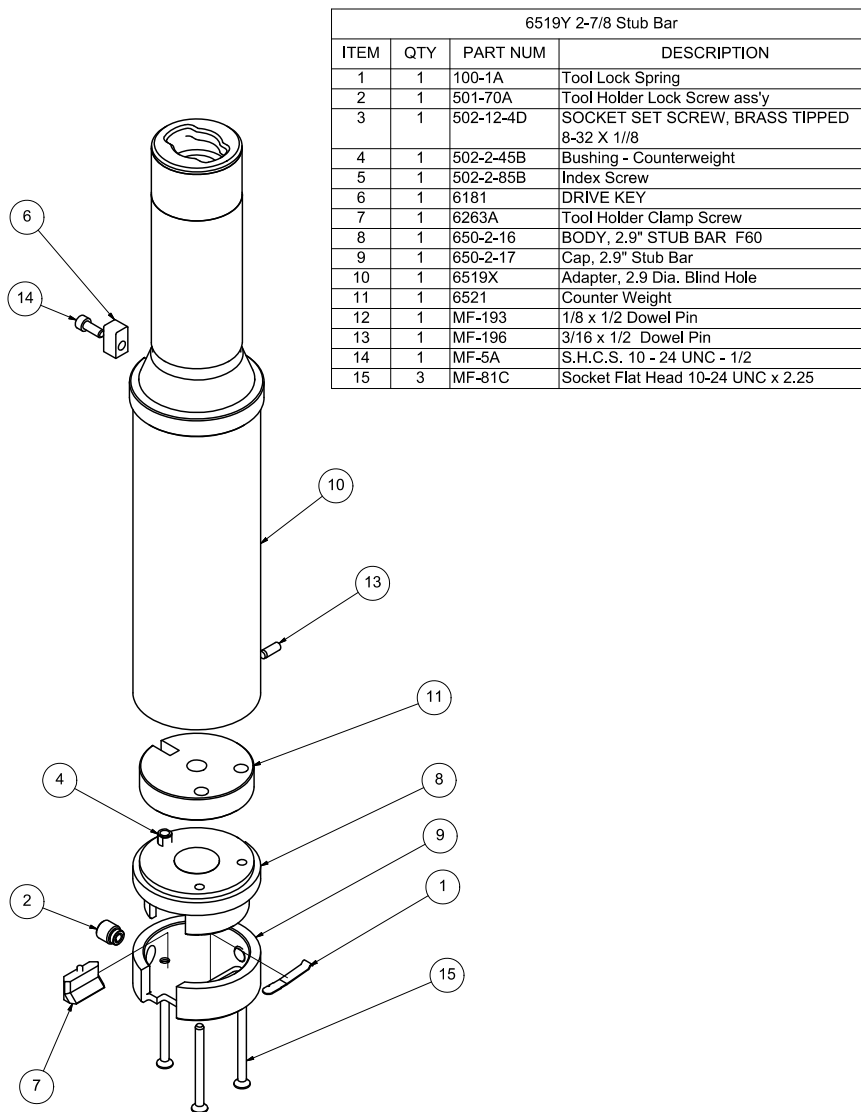 6519Y 2-7/8 Stub Bar
ITEM QTY PART NUM DESCRIPTION
1 1 100-1A Tool Lock Spring
2 1 501-70A Tool Holder Lock Screw ass'y
3 1 502-12-4D SOCKET SET SCREW, BRASS TIPPED
8-32 X 1//8
4 1 502-2-45B Bushing - Counterweight
5 1 502-2-85B Index Screw
6 1 6181 DRIVE KEY
7 1 6263A Tool Holder Clamp Screw
8 1 650-2-16 BODY, 2.9" STUB BAR F60
9 1 650-2-17 Cap, 2.9" Stub Bar
10 1 6519X Adapter, 2.9 Dia. Blind Hole
11 1 6521 Counter Weight
12 1 MF-193 1/8 x 1/2 Dowel Pin
13 1 MF-196 3/16 x 1/2 Dowel Pin
14 1 MF-5A S.H.C.S. 10 - 24 UNC - 1/2
15 3 MF-81C Socket Flat Head 10-24 UNC x 2.25
6
14
10
13
11
4
8
9
1
2
15
7